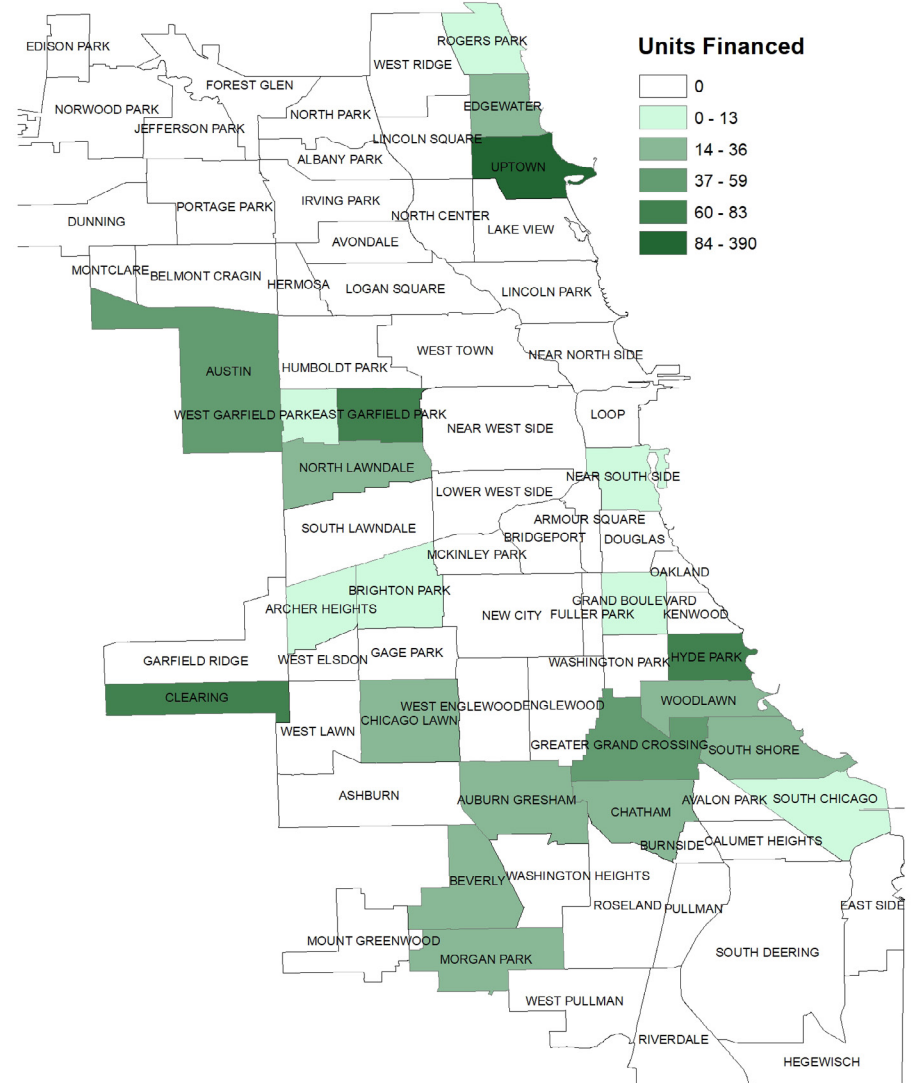 Units Financed
0
0 - 13
14 - 36
37 - 59
60 - 83
84 - 390
ROGERS PARK
EDISON PARK
WEST RIDGE
FOREST GLEN
NORWOOD PARK
EDGEWATER
NORTH PARK
JEFFERSON PARK
LINCOLN SQUARE
ALBANY PARK
UPTOWN
IRVING PARK
PORTAGE PARK
NORTH CENTER
DUNNING
LAKE VIEW
AVONDALE
MONTCLARE
BELMONT CRAGIN
HERMOSA
LOGAN SQUARE
LINCOLN PARK
WEST TOWN
NEAR NORTH SIDE
HUMBOLDT PARK
AUSTIN
WEST GARFIELD PARK
EAST GARFIELD PARK
LOOP
NEAR WEST SIDE
NORTH LAWNDALE
NEAR SOUTH SIDE
LOWER WEST SIDE
ARMOUR SQUARE
SOUTH LAWNDALE
BRIDGEPORT
DOUGLAS
MCKINLEY PARK
OAKLAND
BRIGHTON PARK
GRAND BOULEVARD
ARCHER HEIGHTS
NEW CITY
FULLER PARK
KENWOOD
GAGE PARK
HYDE PARK
GARFIELD RIDGE
WEST ELSDON
WASHINGTON PARK
CLEARING
WOODLAWN
WEST ENGLEWOOD
ENGLEWOOD
CHICAGO LAWN
WEST LAWN
GREATER GRAND CROSSING
SOUTH SHORE
ASHBURN
AUBURN GRESHAM
AVALON PARK
SOUTH CHICAGO
CHATHAM
BURNSIDE
CALUMET HEIGHTS
BEVERLY
WASHINGTON HEIGHTS
ROSELAND
PULLMAN
EAST SIDE
MOUNT GREENWOOD
SOUTH DEERING
MORGAN PARK
WEST PULLMAN
RIVERDALE
HEGEWISCH